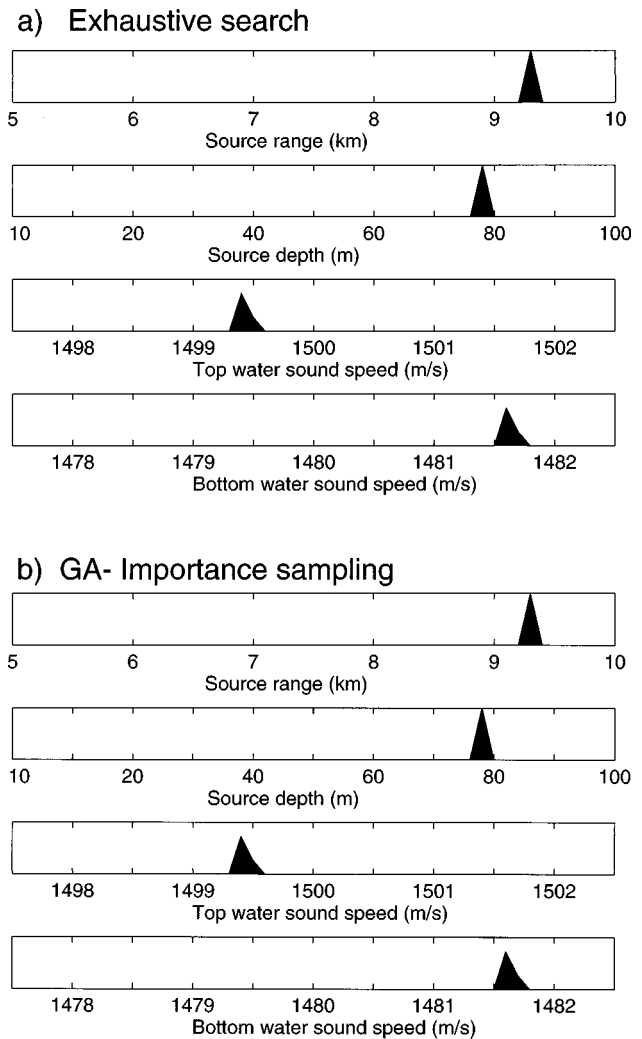 a) Exhaustive search
5 6 7 8 9 10
Source range (km)
10 20 40 60 80 100
Source depth (m)
1498 1499 1500 1501 1502
Top water sound speed (m/s)
1478 1479 1480 1481 1482
Bottom water sound speed (m/s)
b) GA- Importance sampling
5 6 7 8 9 10
Source range (km)
10 20 40 60 80 100
Source depth (m)
1498 1499 1500 1501 1502
Top water sound speed (m/s)
1478 1479 1480 1481 1482
Bottom water sound speed (m/s)